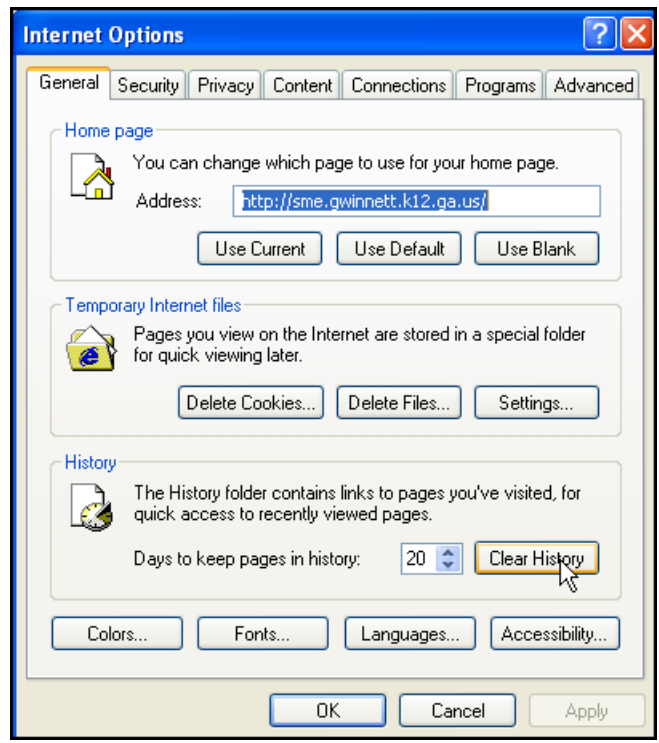 Internet Options
General Security Privacy Content Connections Programs Advanced
Home page
You can change which page to use for your home page.
Address: http://sme.gwinnett.k12.ga.us/
Use Current Use Default Use Blank
Temporary Internet files
Pages you view on the Internet are stored in a special folder
for quick viewing later.
Delete Cookies... Delete Files... Settings...
History
The History folder contains links to pages you've visited, for
quick access to recently viewed pages.
Days to keep pages in history: 20 Clear History
Colors... Fonts... Languages... Accessibility...
OK Cancel Apply